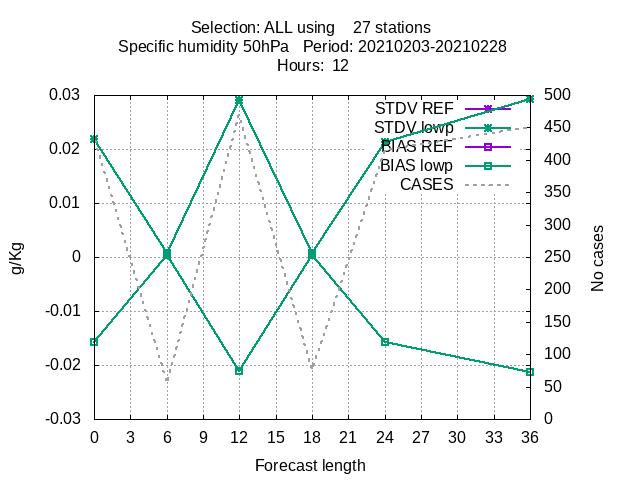 Selection: ALL using 27 stations
Specific humidity 50hPa Period: 20210203-20210228
Hours: 12
0.03
0.02
0.01
0
-0.01
-0.02
-0.03
g/Kg
STDV REF
STDV lowp
BIAS REF
BIAS lowp
CASES
500
450
400
350
300
250
200
150
100
50
0
No cases
0 3 6 9 12 15 18 21 24 27 30 33 36
Forecast length